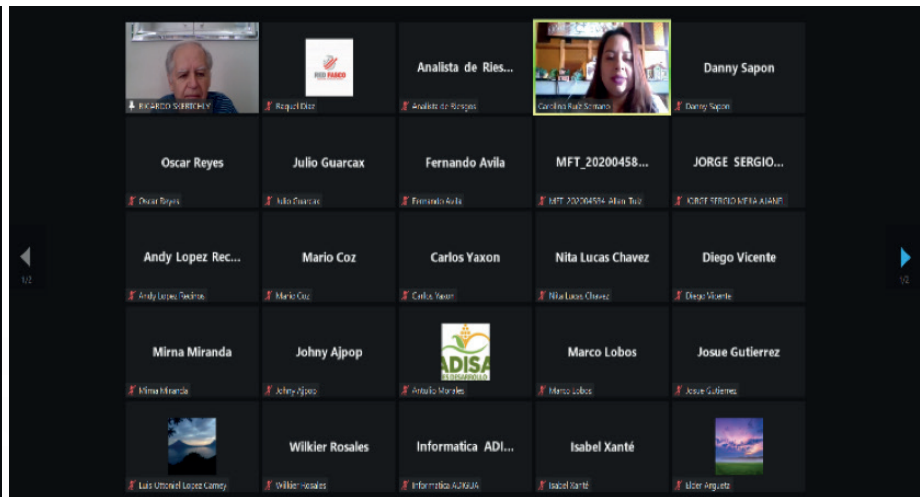 RICARDO SKERTCHLY
RED FASCO
Raquel Diaz
Analista de Ries...
Analista de Riesgos
Carolina Ruiz Serrano
Danny Sapon
Danny Sapon
Oscar Reyes
Oscar Reyes
Julio Guarcax
Julio Guarcax
Fernando Avila
Fernando Avila
MFT_20200458...
JORGE SERGIO...
JORGE SERGIO
Andy Lopez Rec...
Andy Lopez Recinos
Mario Coz
Mario Coz
Carlos Yaxon
Carlos Yaxon
Nita Lucas Chavez
Nita Lucas Chavez
Diego Vicente
Diego Vicente
1/2
1/2
Mirna Miranda
Mirna Miranda
Johny Ajpop
Johny Ajpop
ADISA
DESARROLLO
Antulio Morales
Marco Lobos
Marco Lobos
Josue Gutierrez
Josue Gutierrez
Luis Ottoniel Lopez Camey
Wilkier Rosales
Wilkier Rosales
Informatica ADI...
Informatica ADIGUA
Isabel Xanté
Isabel Xanté
Elder Argueta